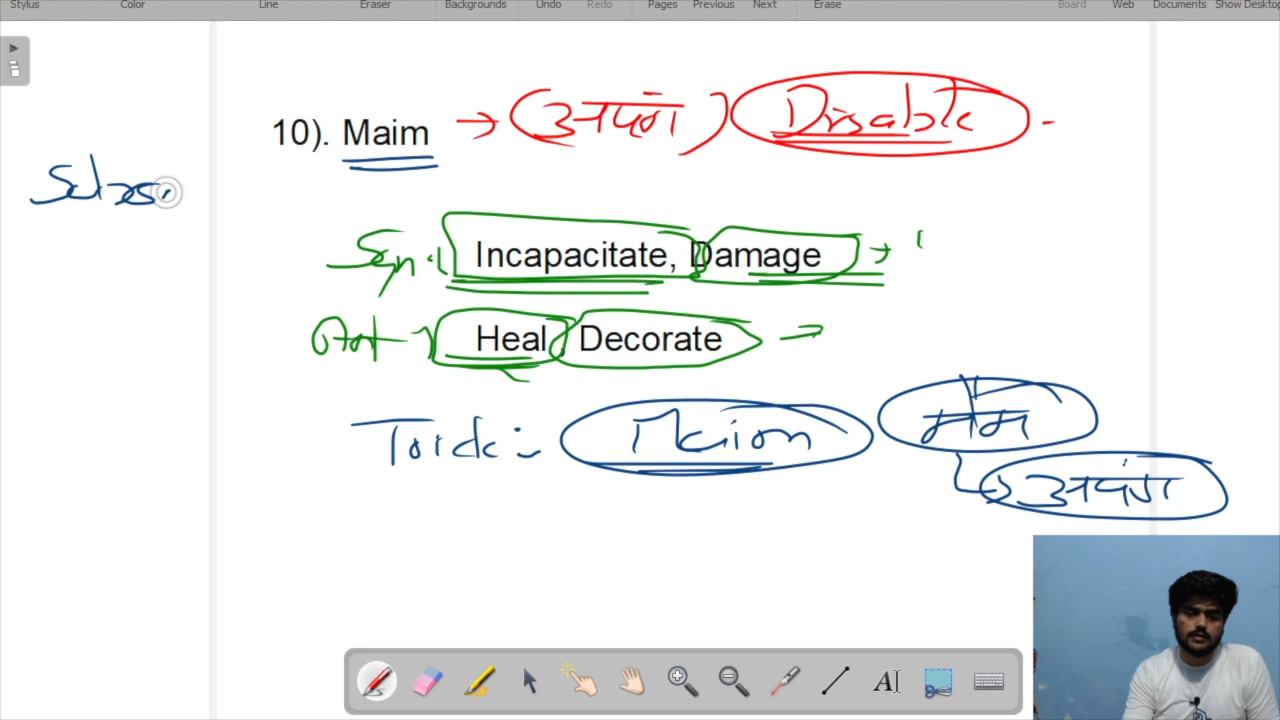 Stylus Color Line Eraser Backgrounds Undo Redo Pages Previous Next Erase Board Web Documents Show Desktop
10). Maim → (अपंग) Disable -
Syn. Incapacitate, Damage →
Ant Heal Decorate →
Trick:- Maim मेम
अपंग